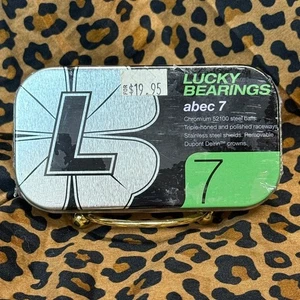 $19.95
LUCKY
BEARINGS
abec 7
Chromium 52100 steel balls.
Triple-honed and polished raceways.
Stainless steel shields. Removable
Dupont Delrin™ crowns.
L
7